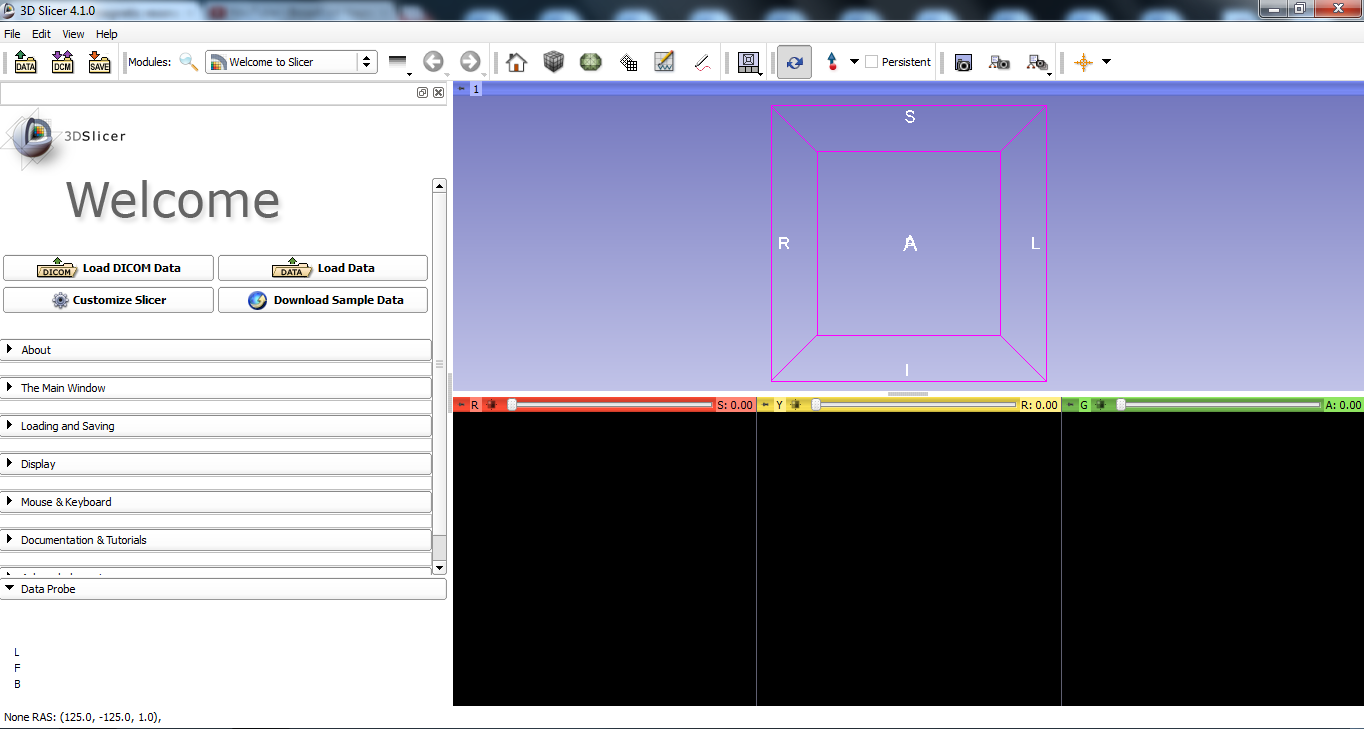 3D Slicer 4.1.0
File Edit View Help
DATA DCM SAVE Modules: Welcome to Slicer Persistent
1
3DSlicer
Welcome
DICOM Load DICOM Data DATA Load Data
Customize Slicer Download Sample Data
About
The Main Window
Loading and Saving
Display
Mouse & Keyboard
Documentation & Tutorials
Data Probe
L
F
B
None RAS: (125.0, -125.0, 1.0),
S
R A L
I
R S: 0.00 Y R: 0.00 G A: 0.00